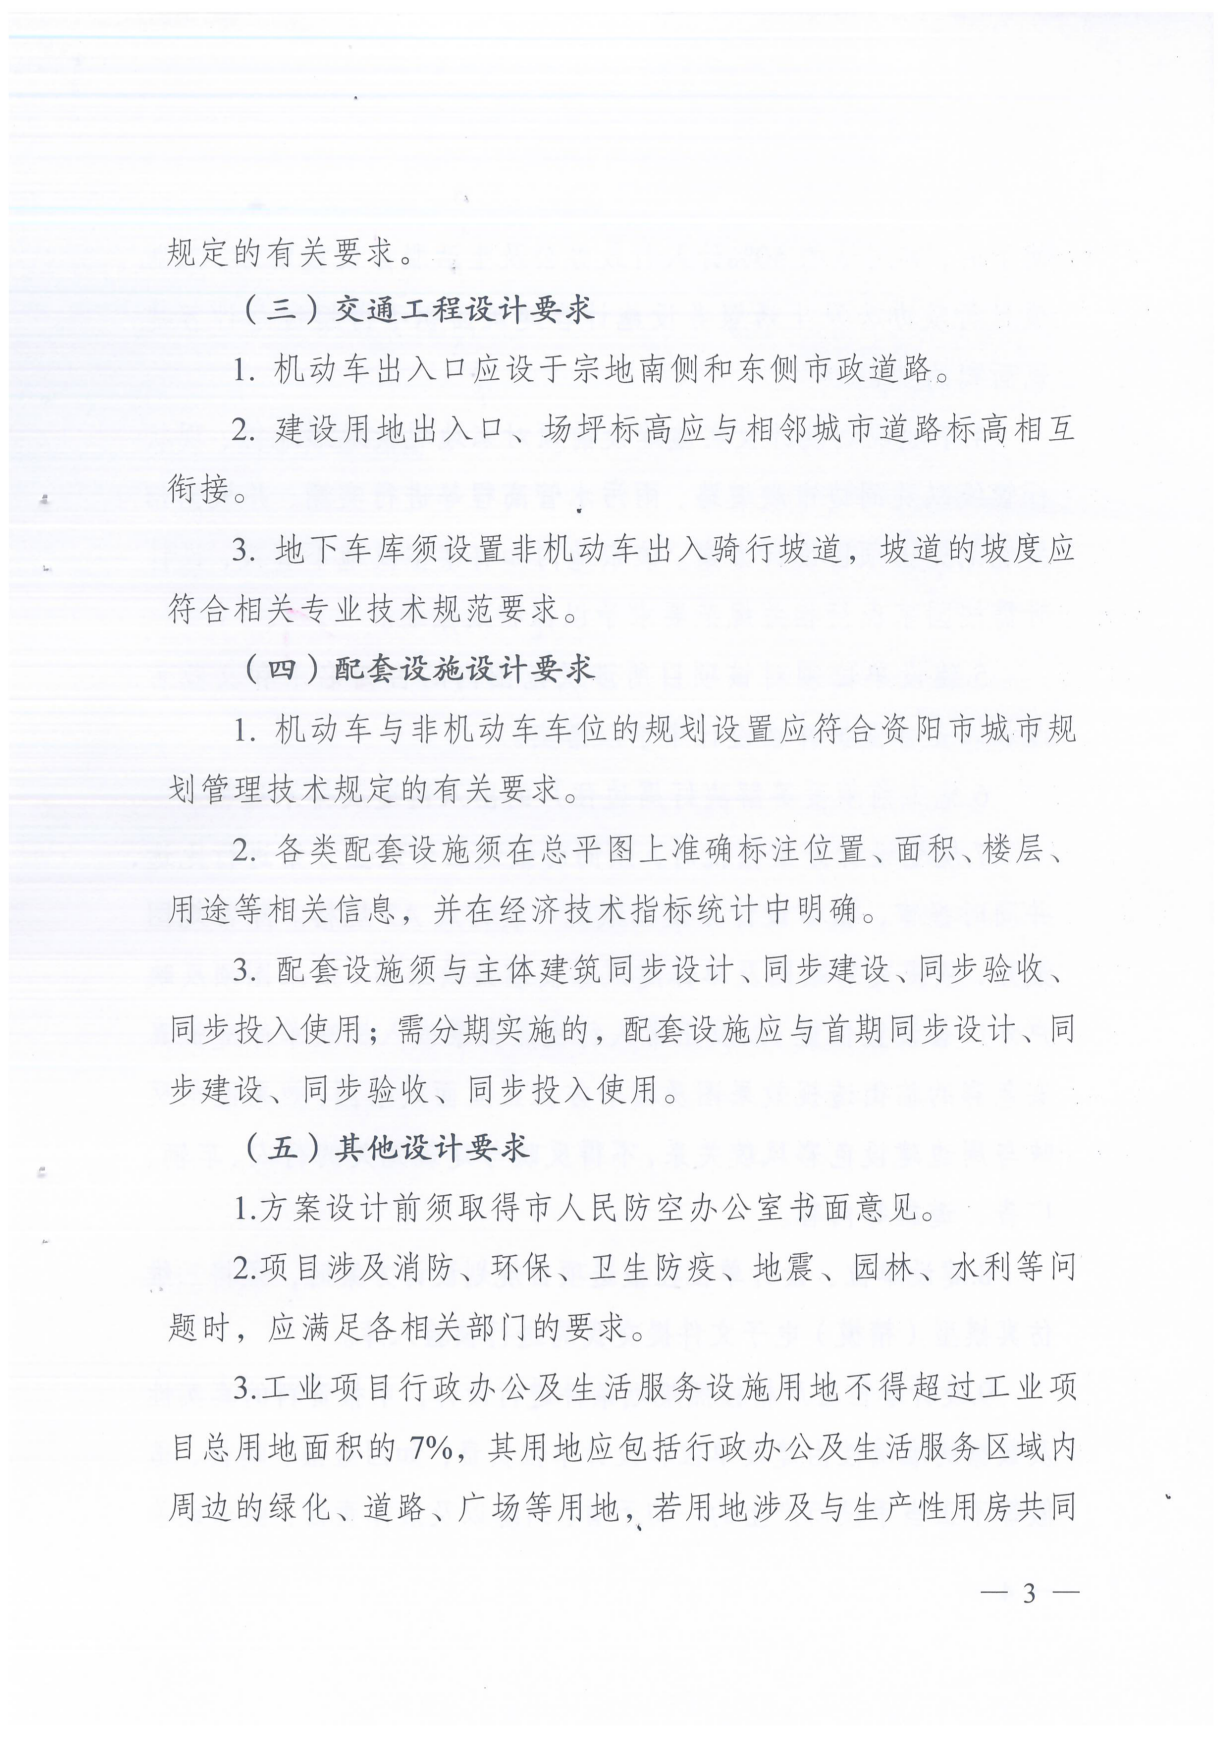 规定的有关要求。
（三）交通工程设计要求
1. 机动车出入口应设于宗地南侧和东侧市政道路。
2. 建设用地出入口、场坪标高应与相邻城市道路标高相互
衔接。
3. 地下车库须设置非机动车出入骑行坡道，坡道的坡度应
符合相关专业技术规范要求。
（四）配套设施设计要求
1. 机动车与非机动车车位的规划设置应符合资阳市城市规
划管理技术规定的有关要求。
2. 各类配套设施须在总平图上准确标注位置、面积、楼层、
用途等相关信息，并在经济技术指标统计中明确。
3. 配套设施须与主体建筑同步设计、同步建设、同步验收、
同步投入使用；需分期实施的，配套设施应与首期同步设计、同
步建设、同步验收、同步投入使用。
（五）其他设计要求
1.方案设计前须取得市人民防空办公室书面意见。
2.项目涉及消防、环保、卫生防疫、地震、园林、水利等问
题时，应满足各相关部门的要求。
3.工业项目行政办公及生活服务设施用地不得超过工业项
目总用地面积的 7%，其用地应包括行政办公及生活服务区域内
周边的绿化、道路、广场等用地，若用地涉及与生产性用房共同
— 3 —